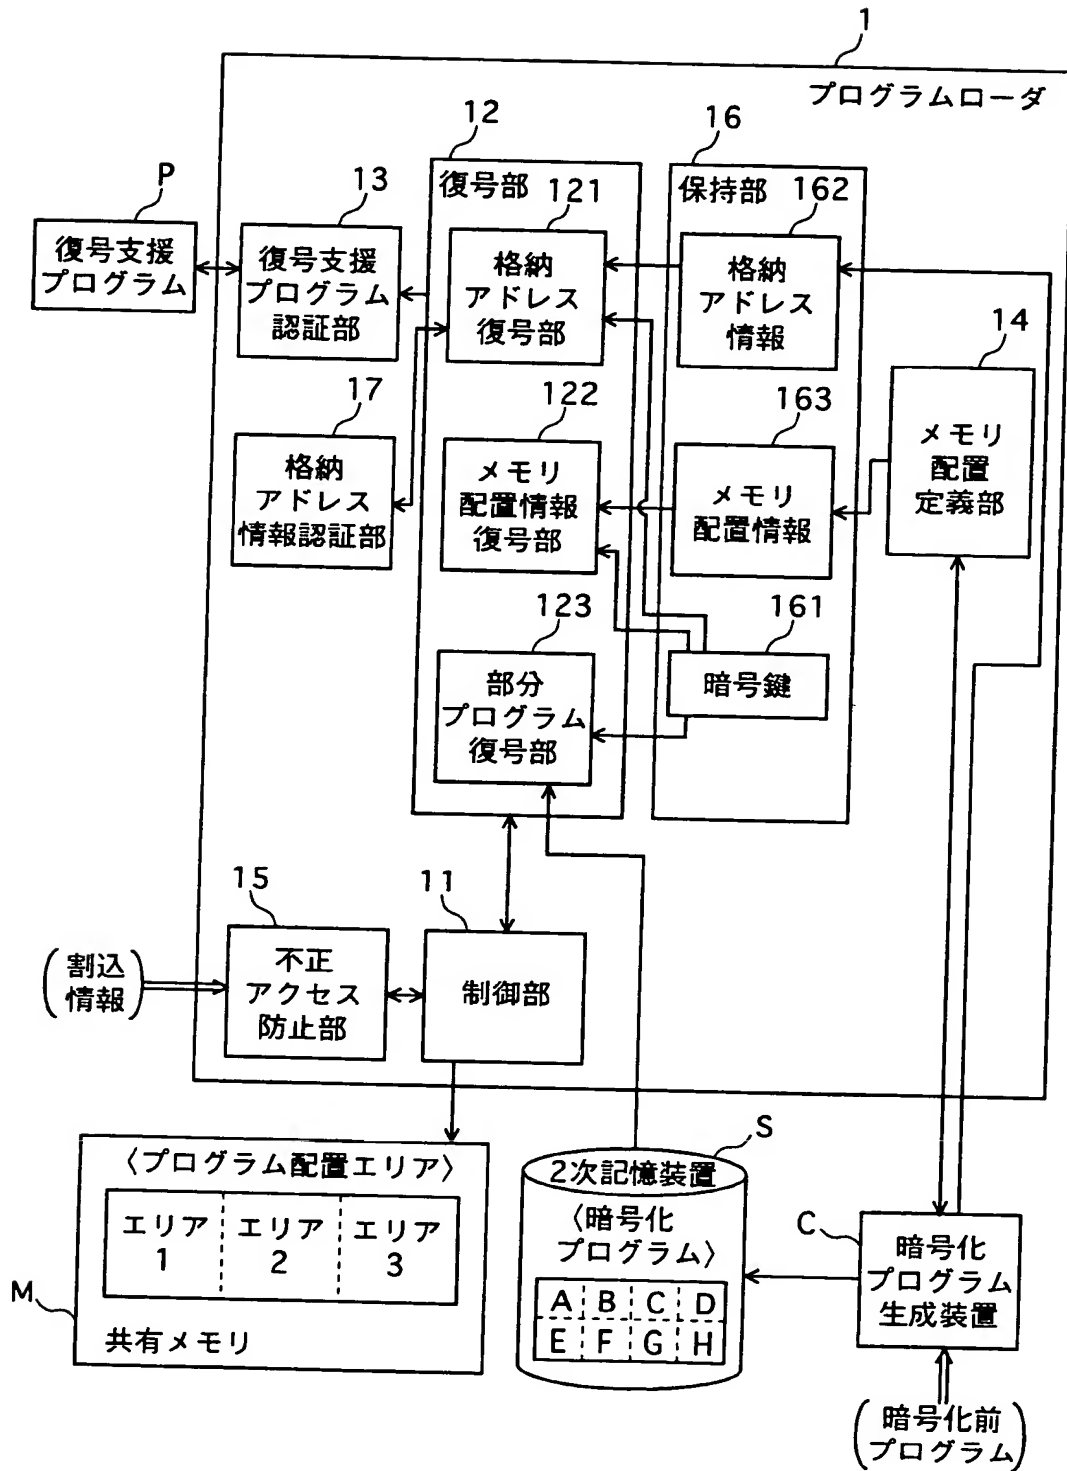 1
プログラムローダ
12
16
P
13
復号部
121
保持部
162
復号支援
プログラム
復号支援
プログラム
認証部
格納
アドレス
復号部
格納
アドレス
情報
14
17
122
163
メモリ
配置
定義部
格納
アドレス
情報認証部
メモリ
配置情報
復号部
メモリ
配置情報
123
161
部分
プログラム
復号部
暗号鍵
15
11
割込
情報
不正
アクセス
防止部
制御部
S
〈プログラム配置エリア〉
2次記憶装置
エリア
1
エリア
2
エリア
3
〈暗号化
プログラム〉
C
暗号化
プログラム
生成装置
M
A B C D
E F G H
共有メモリ
(暗号化前
プログラム)